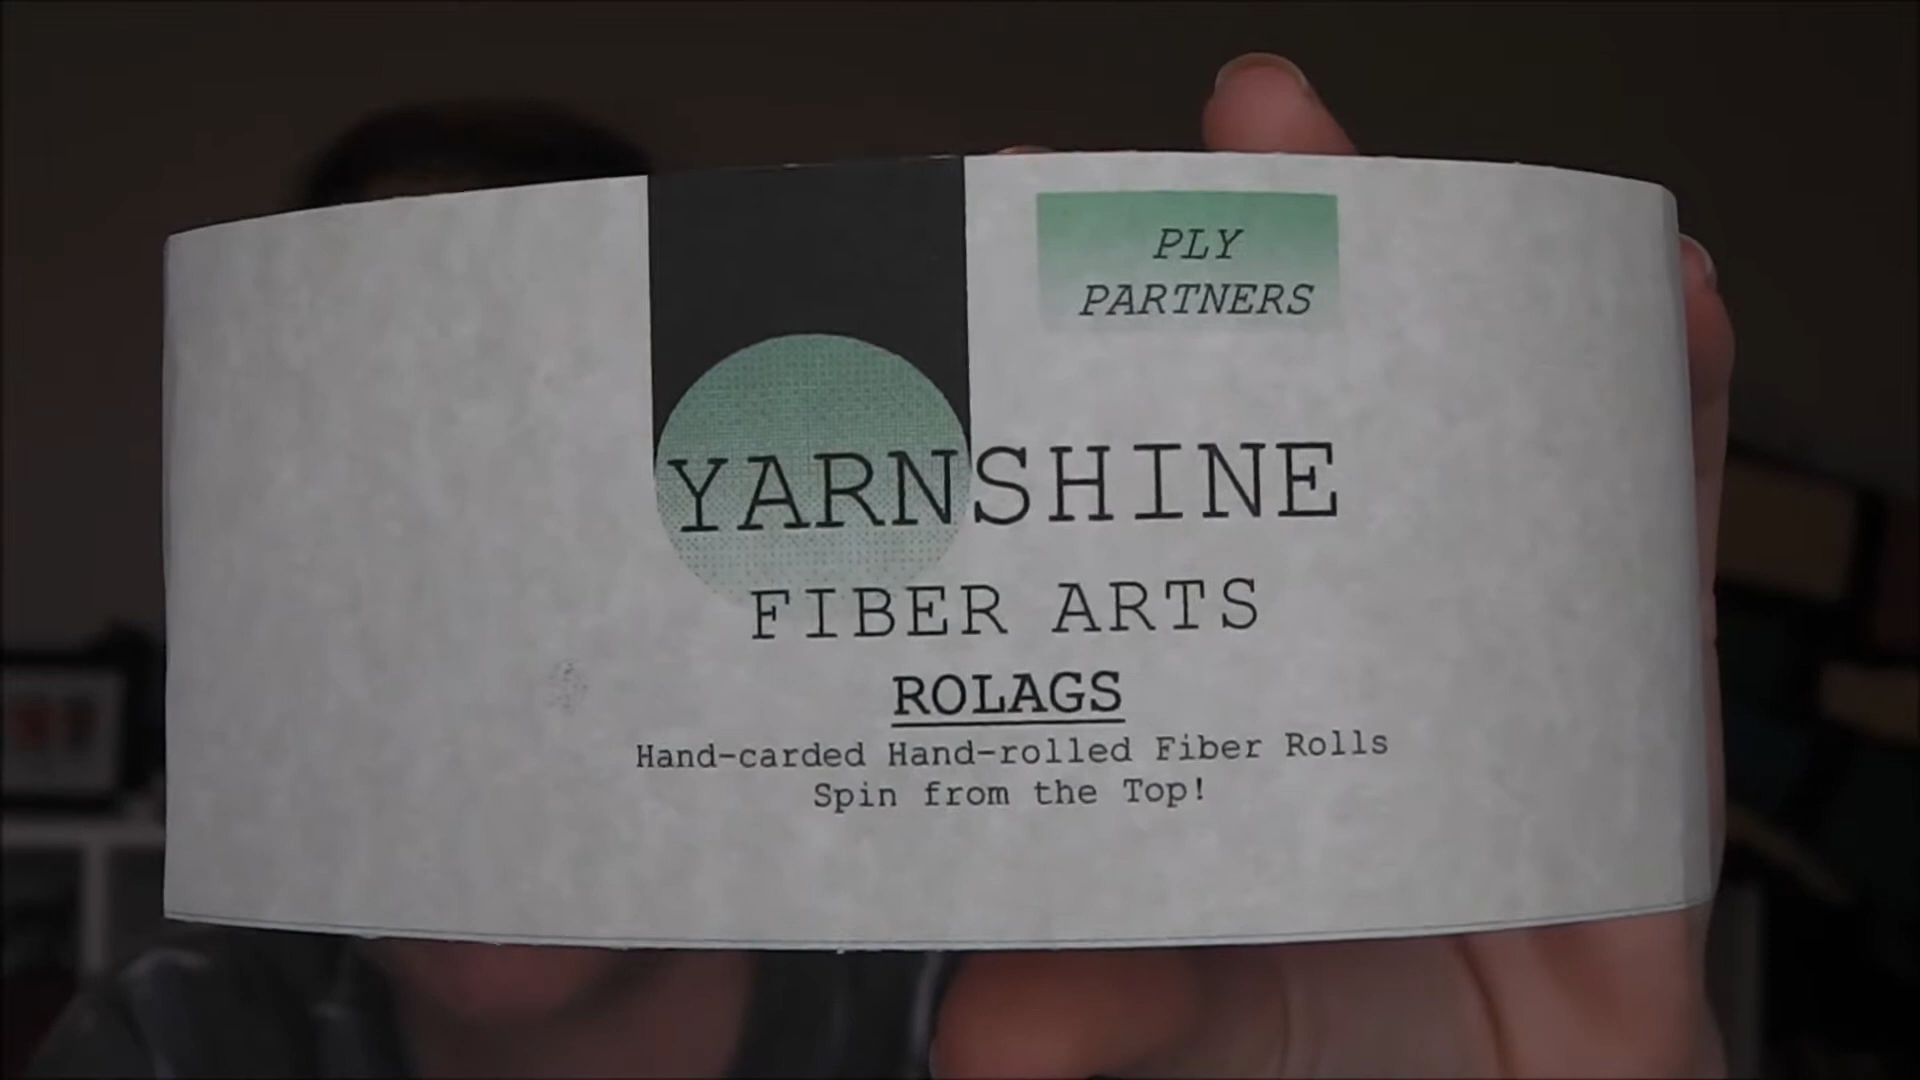 PLY
PARTNERS
YARNSHINE
FIBER ARTS
ROLAGS
Hand-carded Hand-rolled Fiber Rolls
Spin from the Top!